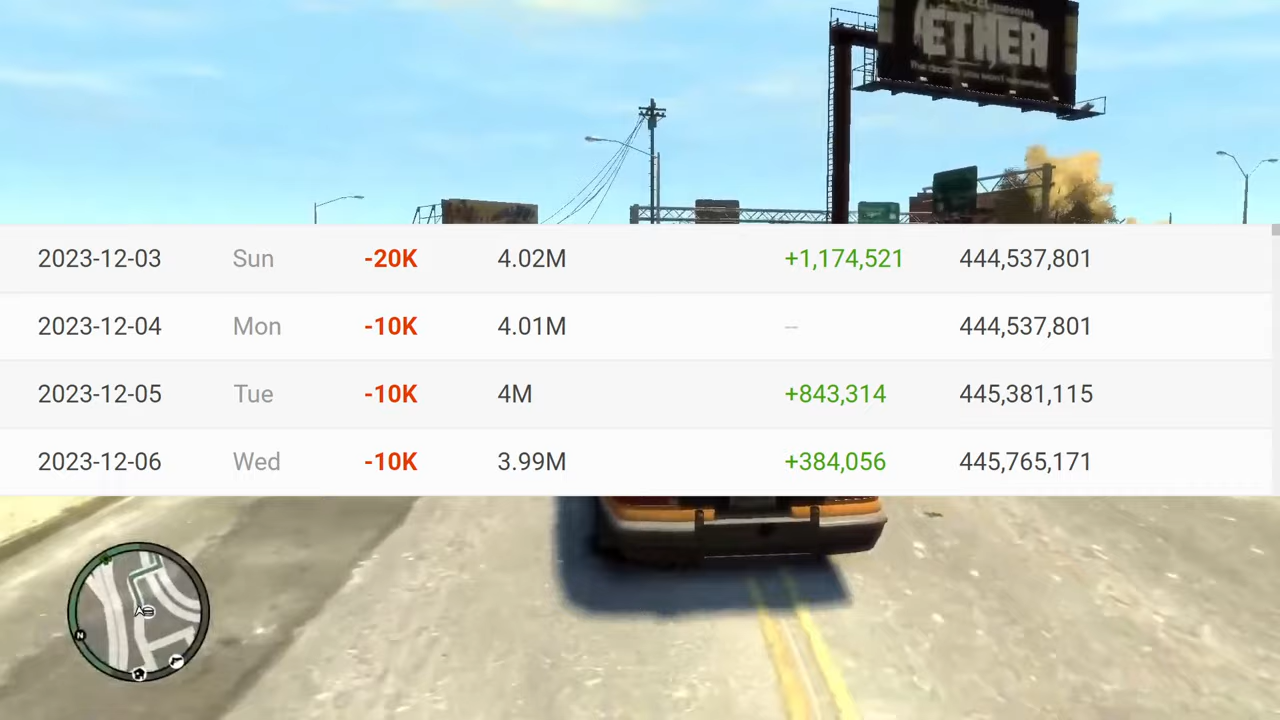 ETHER
2023-12-03 Sun -20K 4.02M +1,174,521 444,537,801
2023-12-04 Mon -10K 4.01M -- 444,537,801
2023-12-05 Tue -10K 4M +843,314 445,381,115
2023-12-06 Wed -10K 3.99M +384,056 445,765,171
N